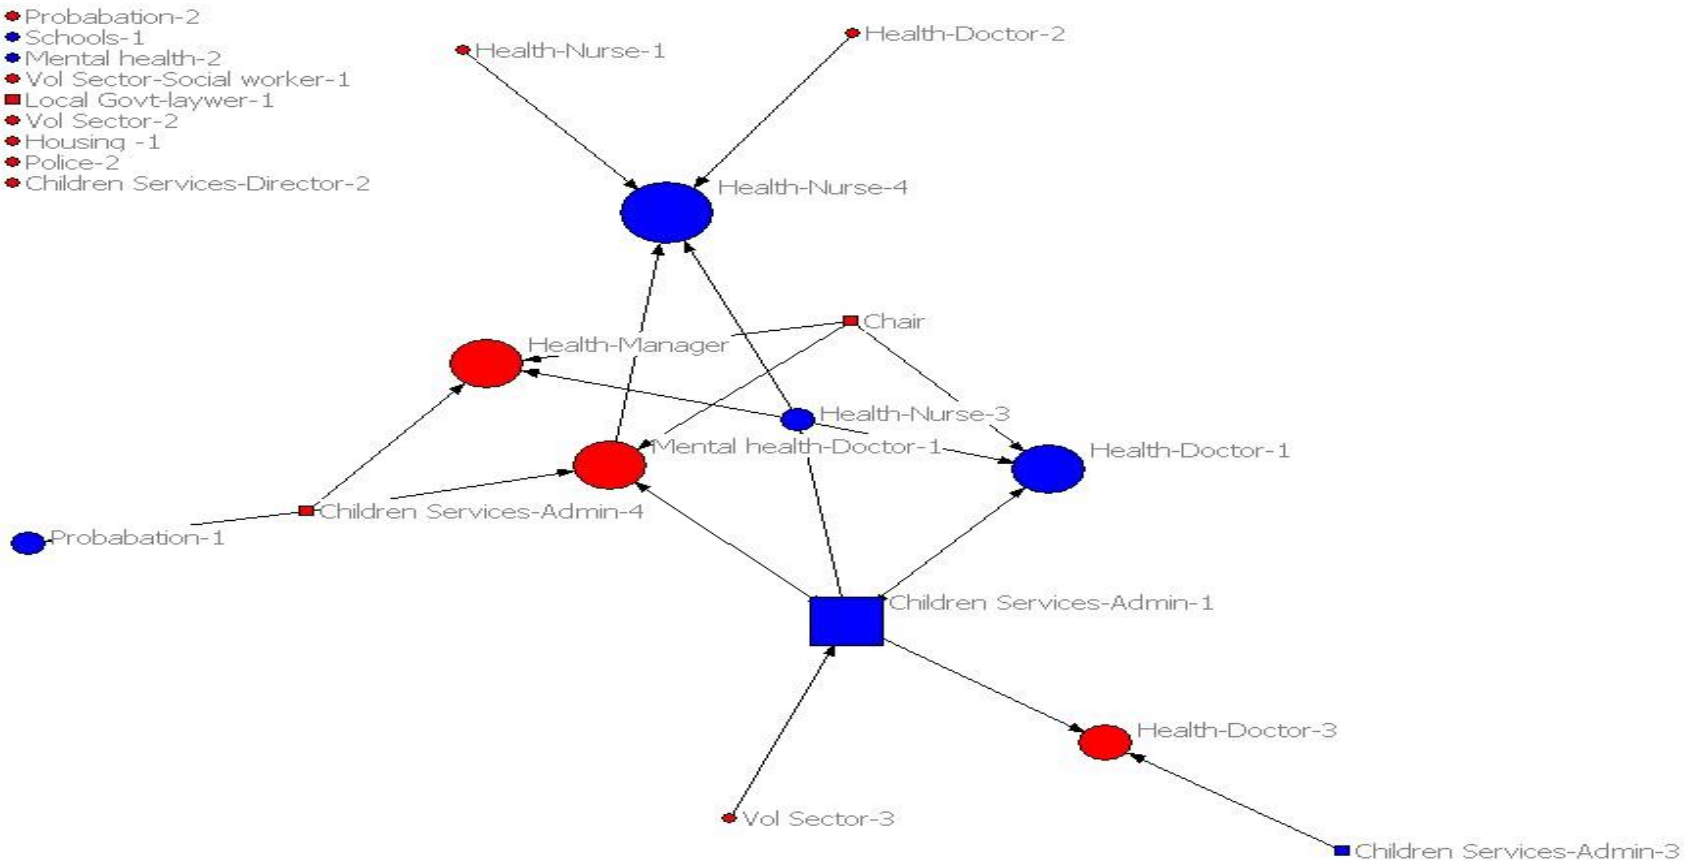 Probabation-2
Schools-1
Mental health-2
Vol Sector-Social worker-1
Local Govt-laywer-1
Vol Sector-2
Housing -1
Police-2
Children Services-Director-2
Health-Nurse-1
Health-Doctor-2
Health-Nurse-4
Chair
Health-Manager
Health-Nurse-3
Mental health-Doctor-1
Health-Doctor-1
Children Services-Admin-4
Probabation-1
Children Services-Admin-1
Health-Doctor-3
Vol Sector-3
Children Services-Admin-3